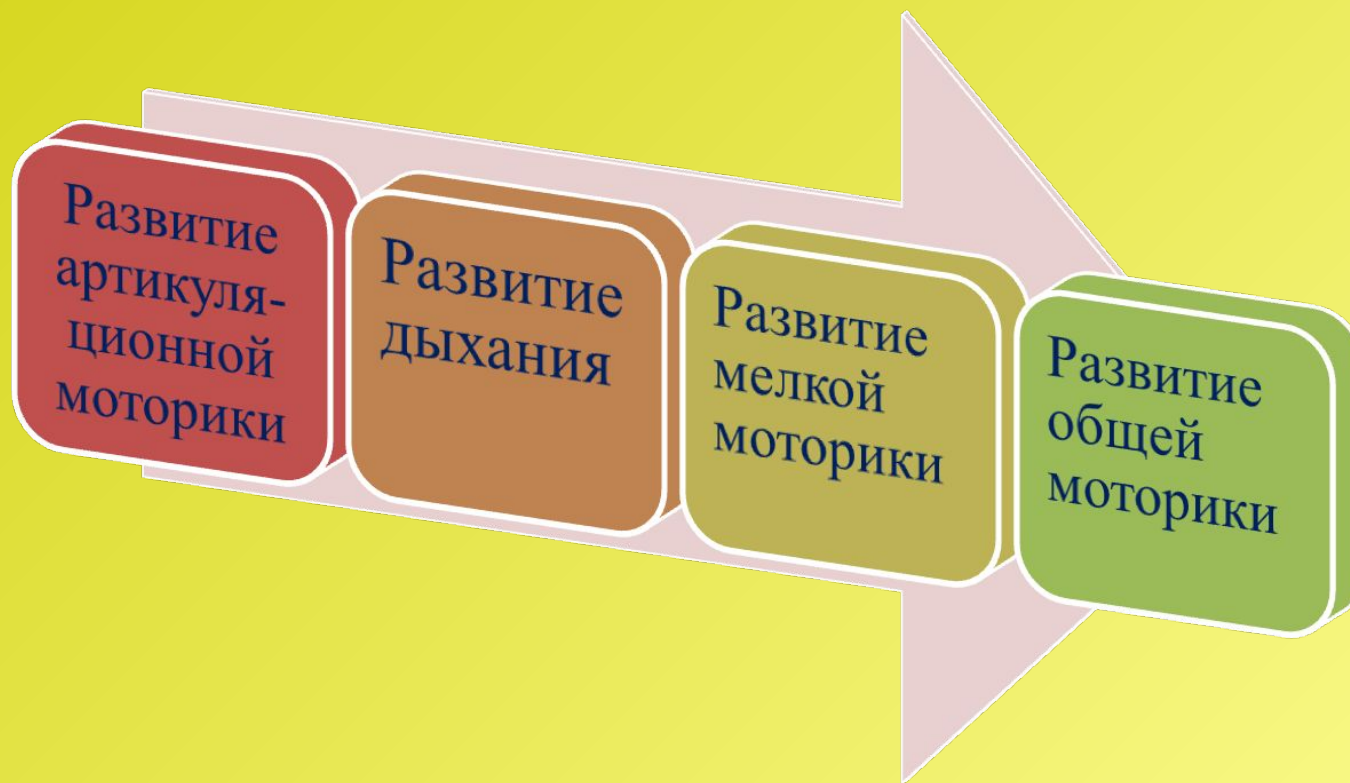 Развитие
артикуля-
ционной
моторики
Развитие
дыхания
Развитие
мелкой
моторики
Развитие
общей
моторики